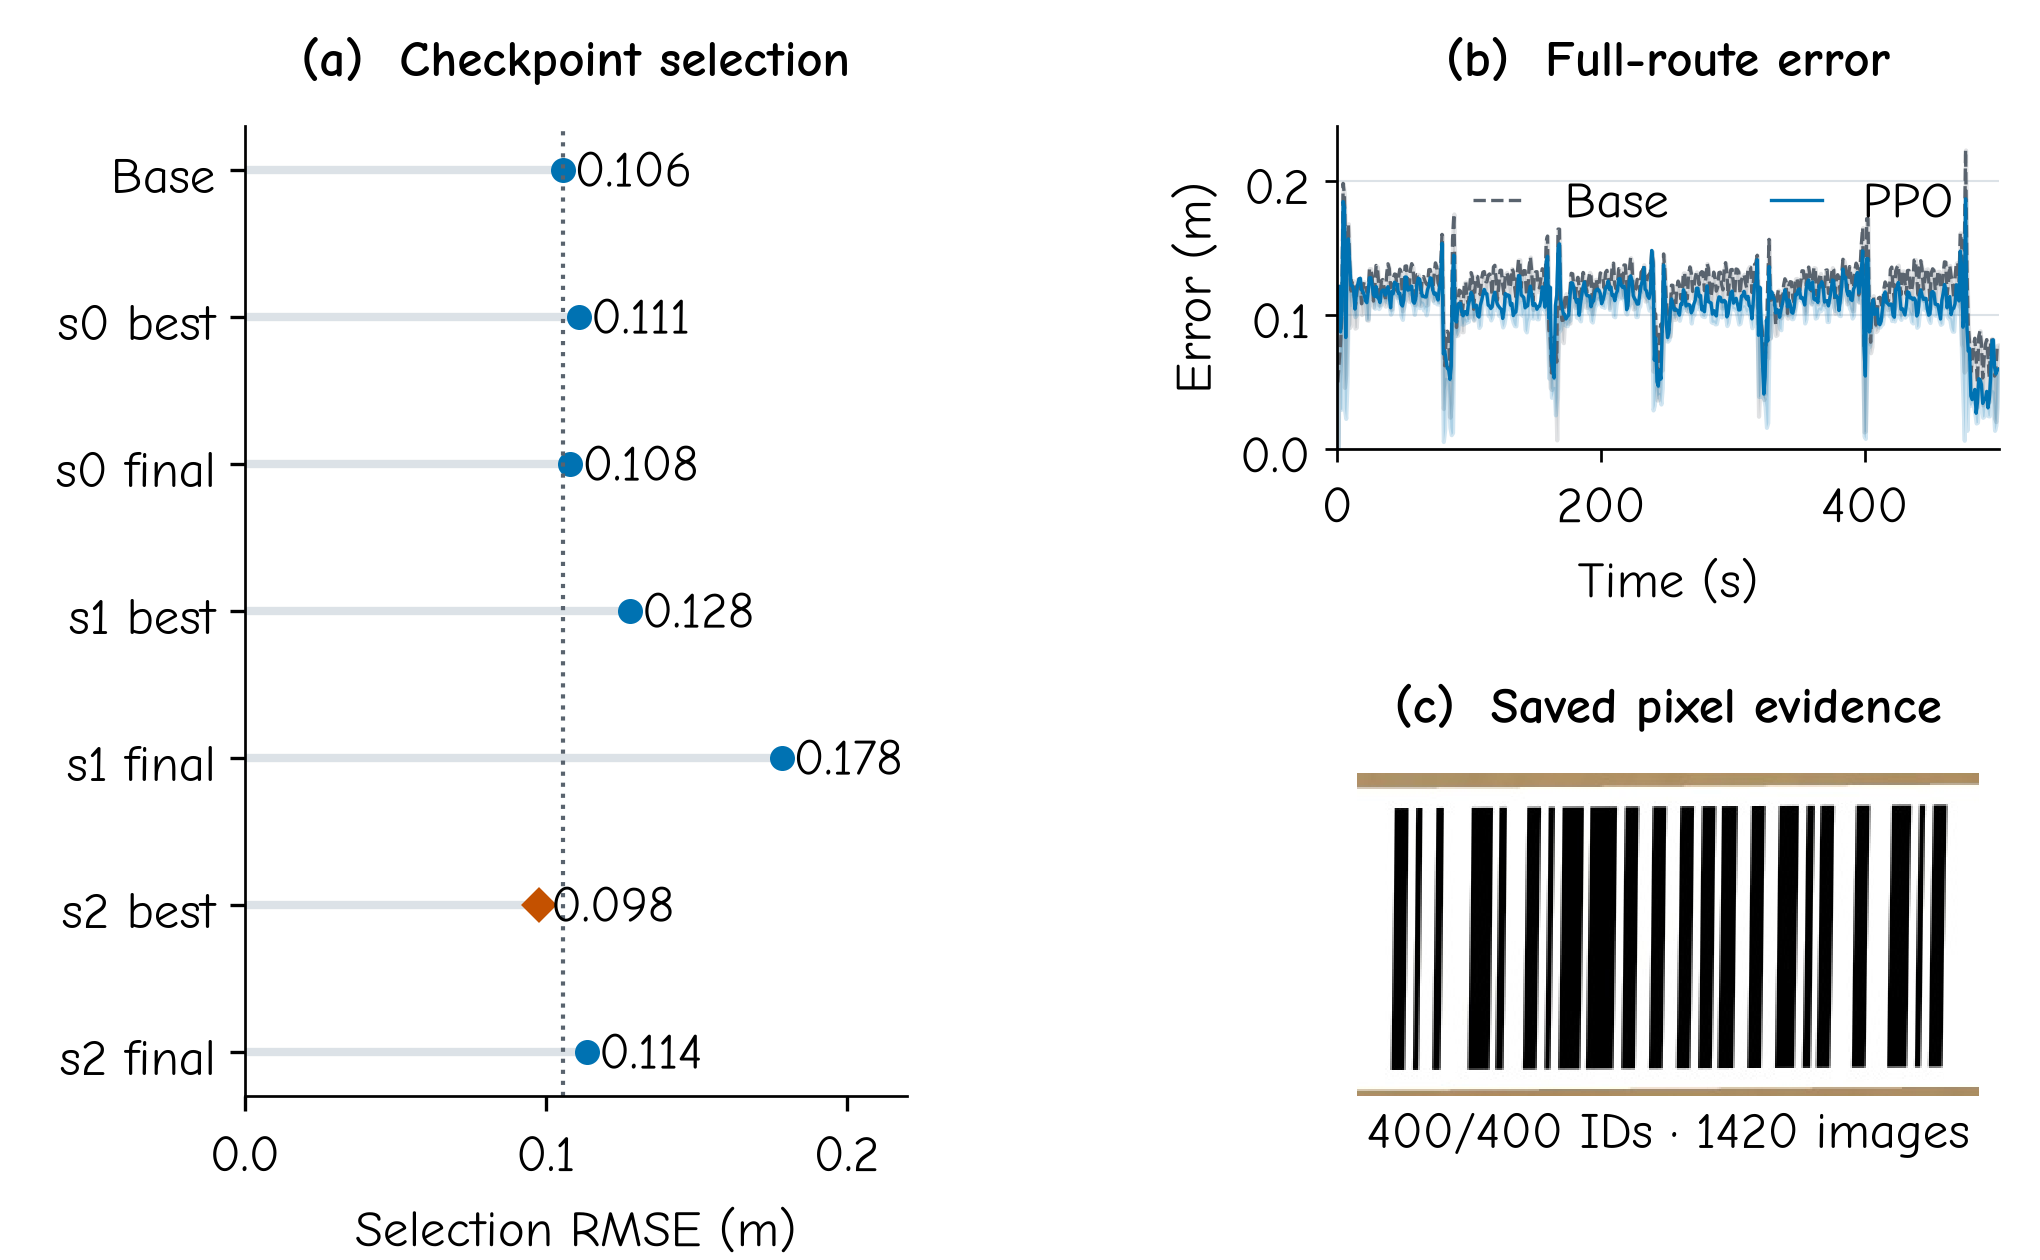 (a) Checkpoint selection
Base
0.106
s0 best
0.111
s0 final
0.108
s1 best
0.128
s1 final
0.178
s2 best
0.098
s2 final
0.114
0.0 0.1 0.2
Selection RMSE (m)
(b) Full-route error
Error (m)
0.2
0.1
0.0
Base PPO
0 200 400
Time (s)
(c) Saved pixel evidence
400/400 IDs · 1420 images